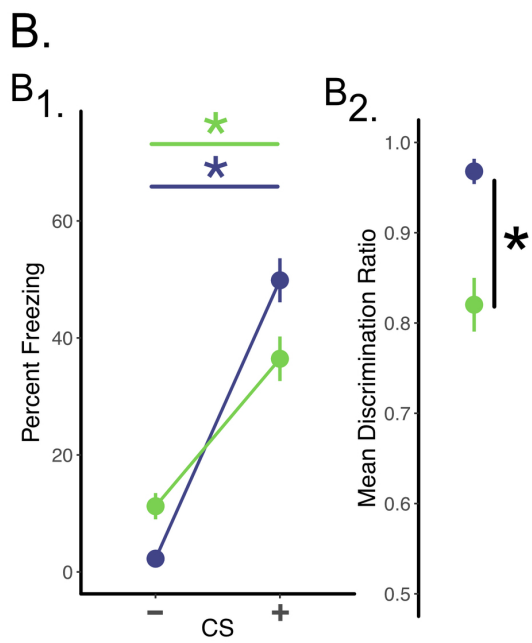 B.
B1.
*
*
Percent Freezing
60
40
20
0
−
+
CS
B2.
Mean Discrimination Ratio
1.0
0.9
0.8
0.7
0.6
0.5
*